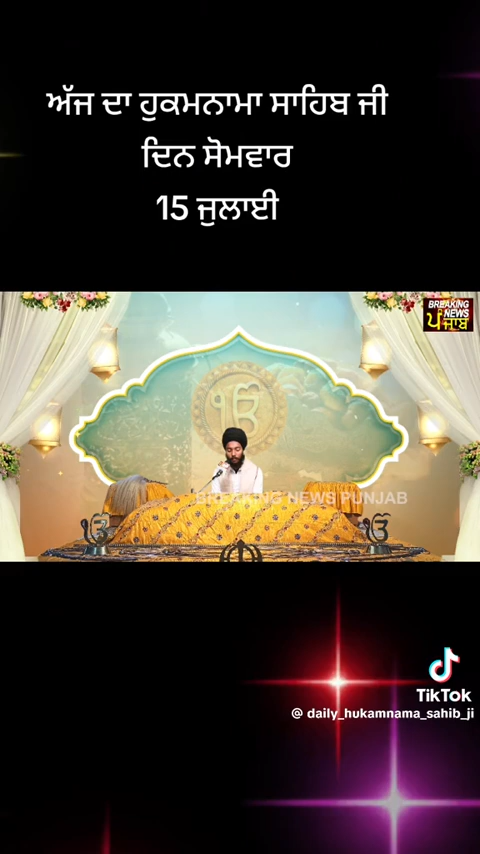 ਅੱਜ ਦਾ ਹੁਕਮਨਾਮਾ ਸਾਹਿਬ ਜੀ
ਦਿਨ ਸੋਮਵਾਰ
15 ਜੁਲਾਈ
BREAKING
NEWS
ਪੰਜਾਬ
ੴ
BREAKING NEWS PUNJAB
ੴ
ੴ
TikTok
@ daily_hukamnama_sahib_ji